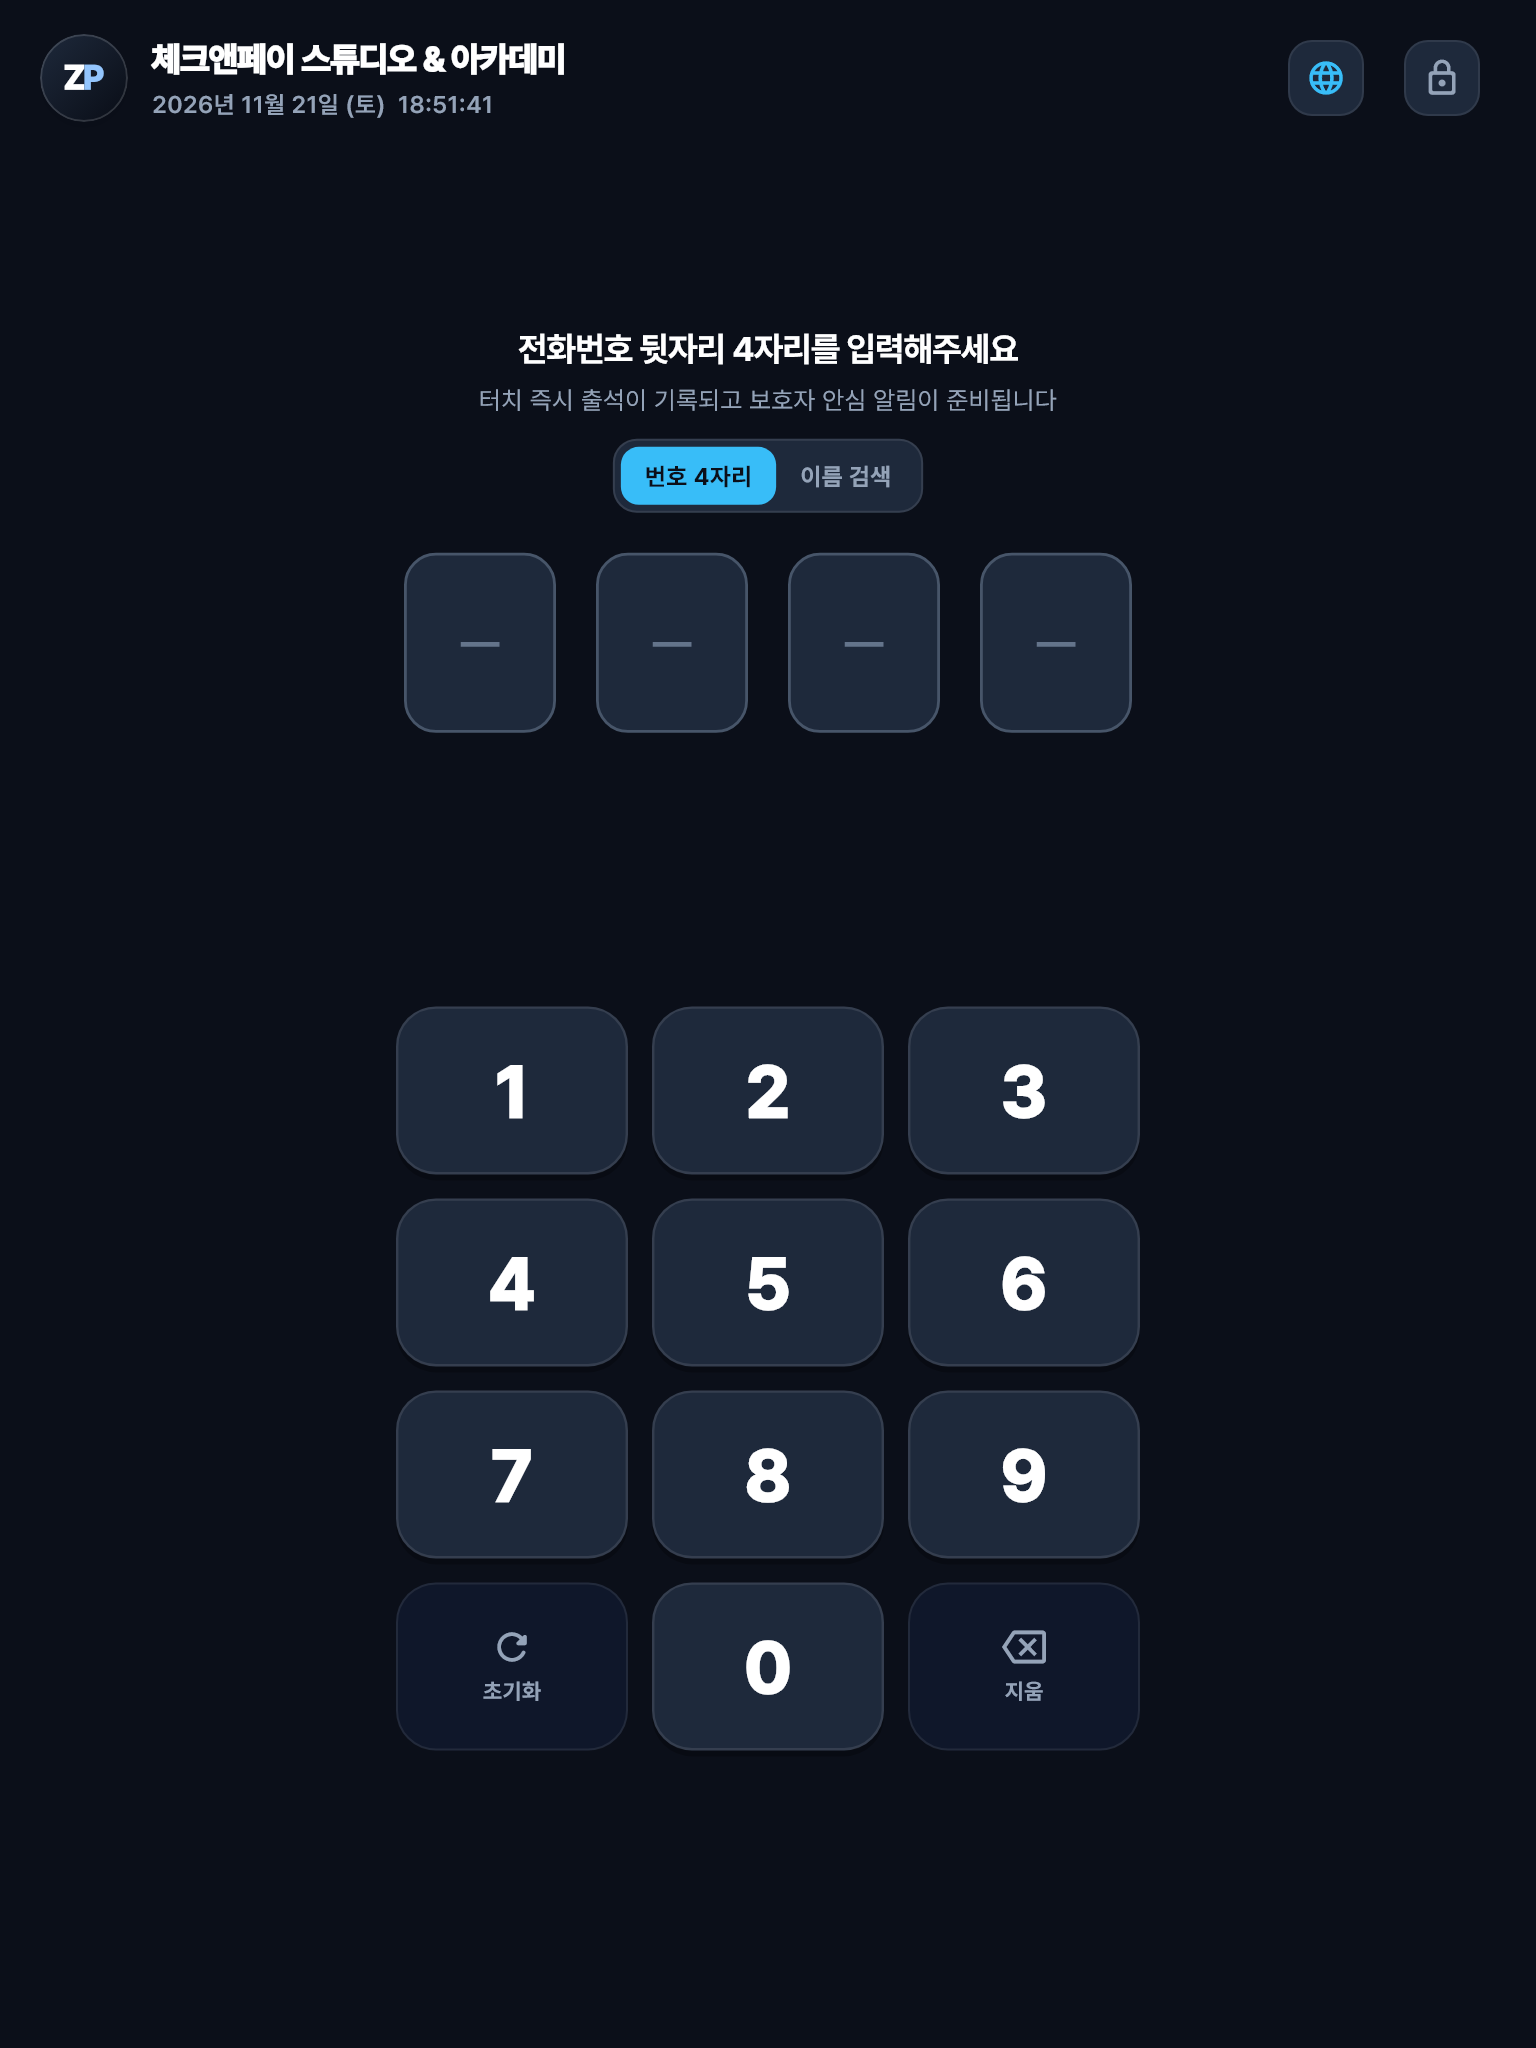 ZP
체크앤페이 스튜디오 & 아카데미
2026년 11월 21일 (토) 18:51:41
전화번호 뒷자리 4자리를 입력해주세요
터치 즉시 출석이 기록되고 보호자 안심 알림이 준비됩니다
번호 4자리 이름 검색
— — — —
1 2 3
4 5 6
7 8 9
초기화 0 지움